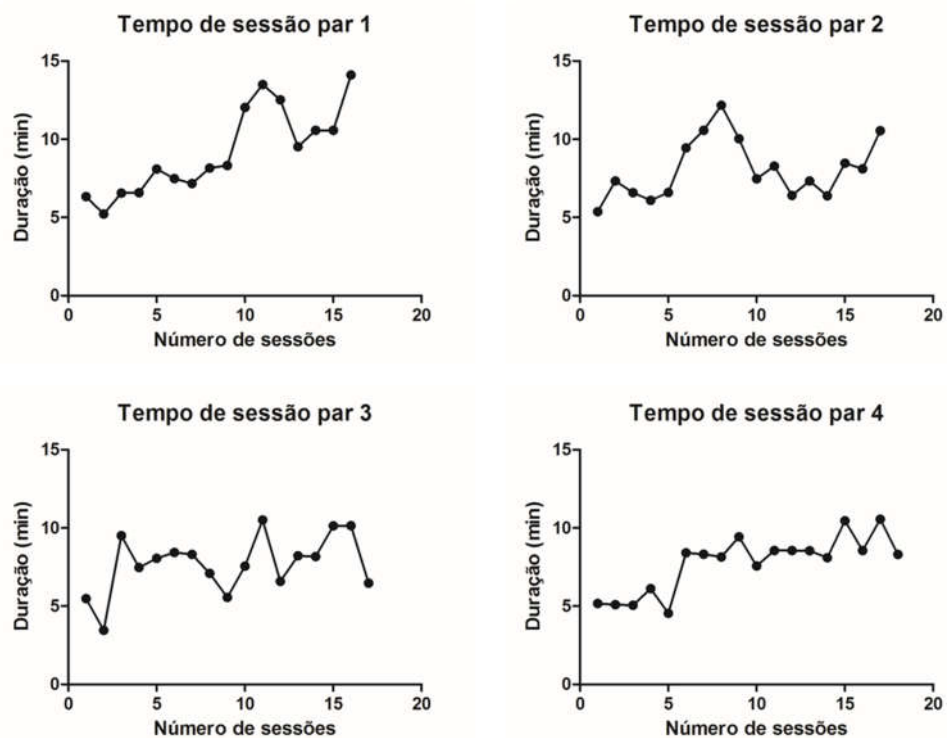 Tempo de sessão par 1
15
10
5
0
Duração (min)
0 5 10 15 20
Número de sessões
Tempo de sessão par 2
15
10
5
0
Duração (min)
0 5 10 15 20
Número de sessões
Tempo de sessão par 3
15
10
5
0
Duração (min)
0 5 10 15 20
Número de sessões
Tempo de sessão par 4
15
10
5
0
Duração (min)
0 5 10 15 20
Número de sessões